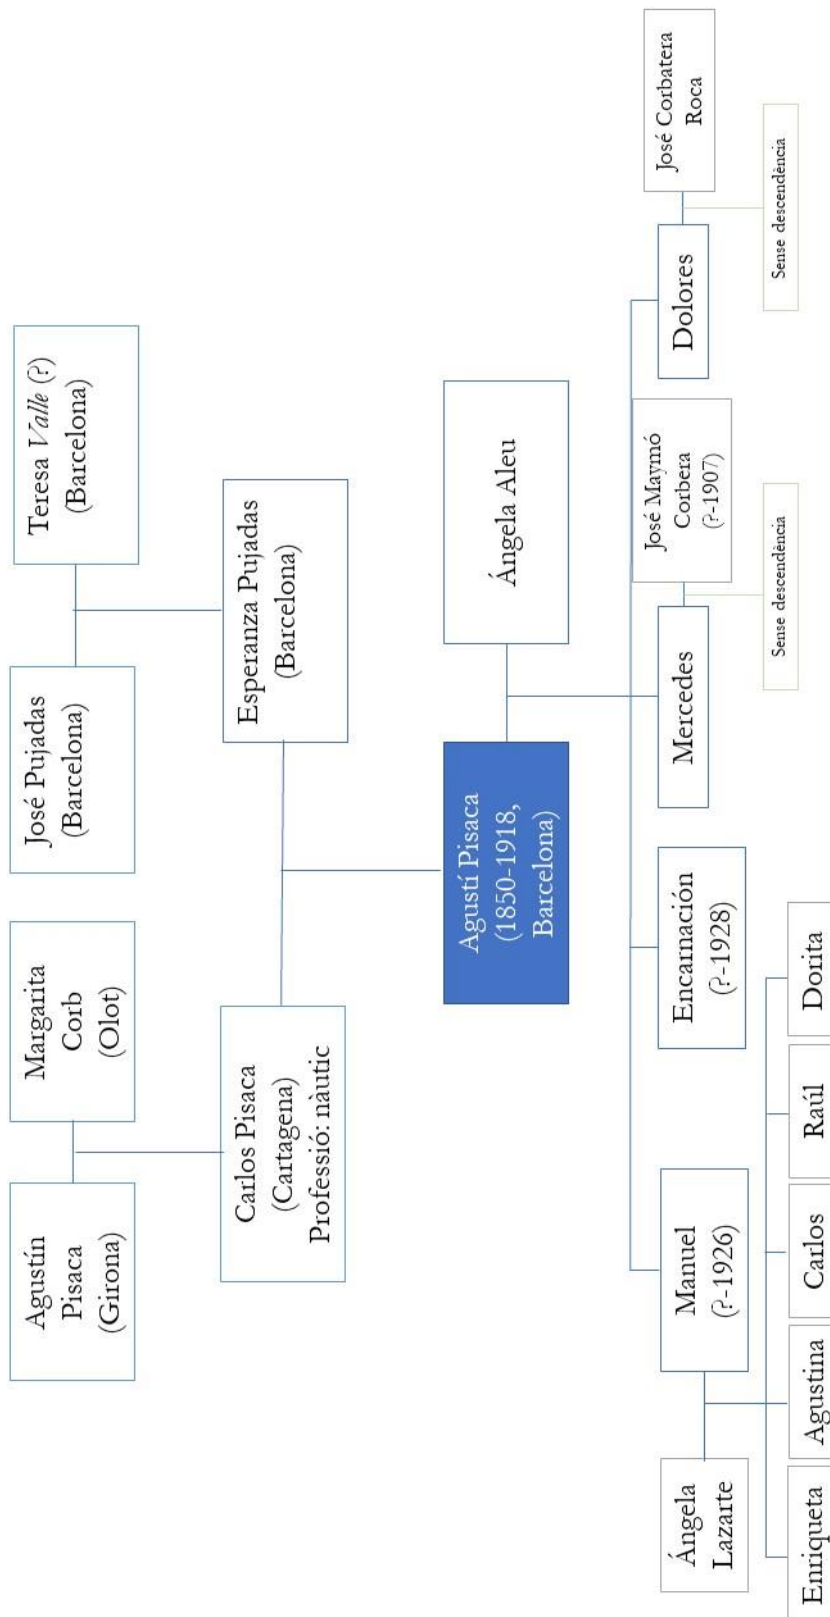 Agustín
Pisaca
(Girona)
Margarita
Corb
(Olot)
José Pujadas
(Barcelona)
Teresa Valle (?)
(Barcelona)
Carlos Pisaca
(Cartagena)
Professió: nàutic
Esperanza Pujadas
(Barcelona)
Agustí Pisaca
(1850-1918,
Barcelona)
Ángela Aleu
Ángela
Lazarte
Manuel
(?-1926)
Encarnación
(?-1928)
Mercedes
José Maymó
Corbera
(?-1907)
Dolores
José Corbatera
Roca
Sense descendència
Sense descendència
Enriqueta
Agustina
Carlos
Raúl
Dorita